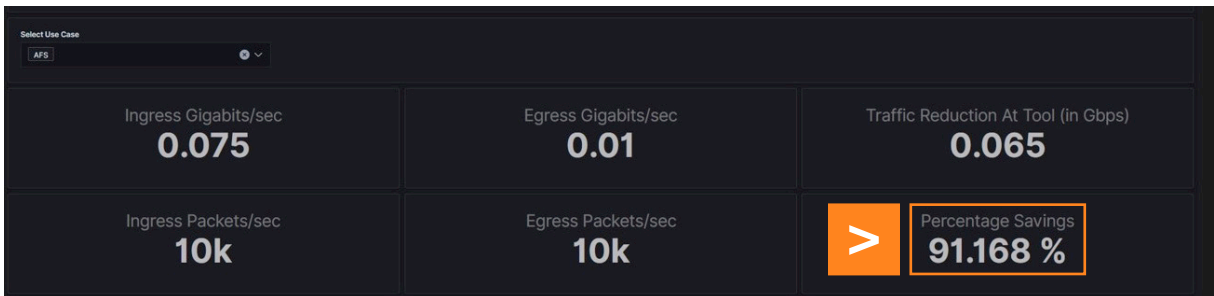 Select Use Case
AFS
Ingress Gigabits/sec
0.075
Egress Gigabits/sec
0.01
Traffic Reduction At Tool (in Gbps)
0.065
Ingress Packets/sec
10k
Egress Packets/sec
10k
>
Percentage Savings
91.168 %